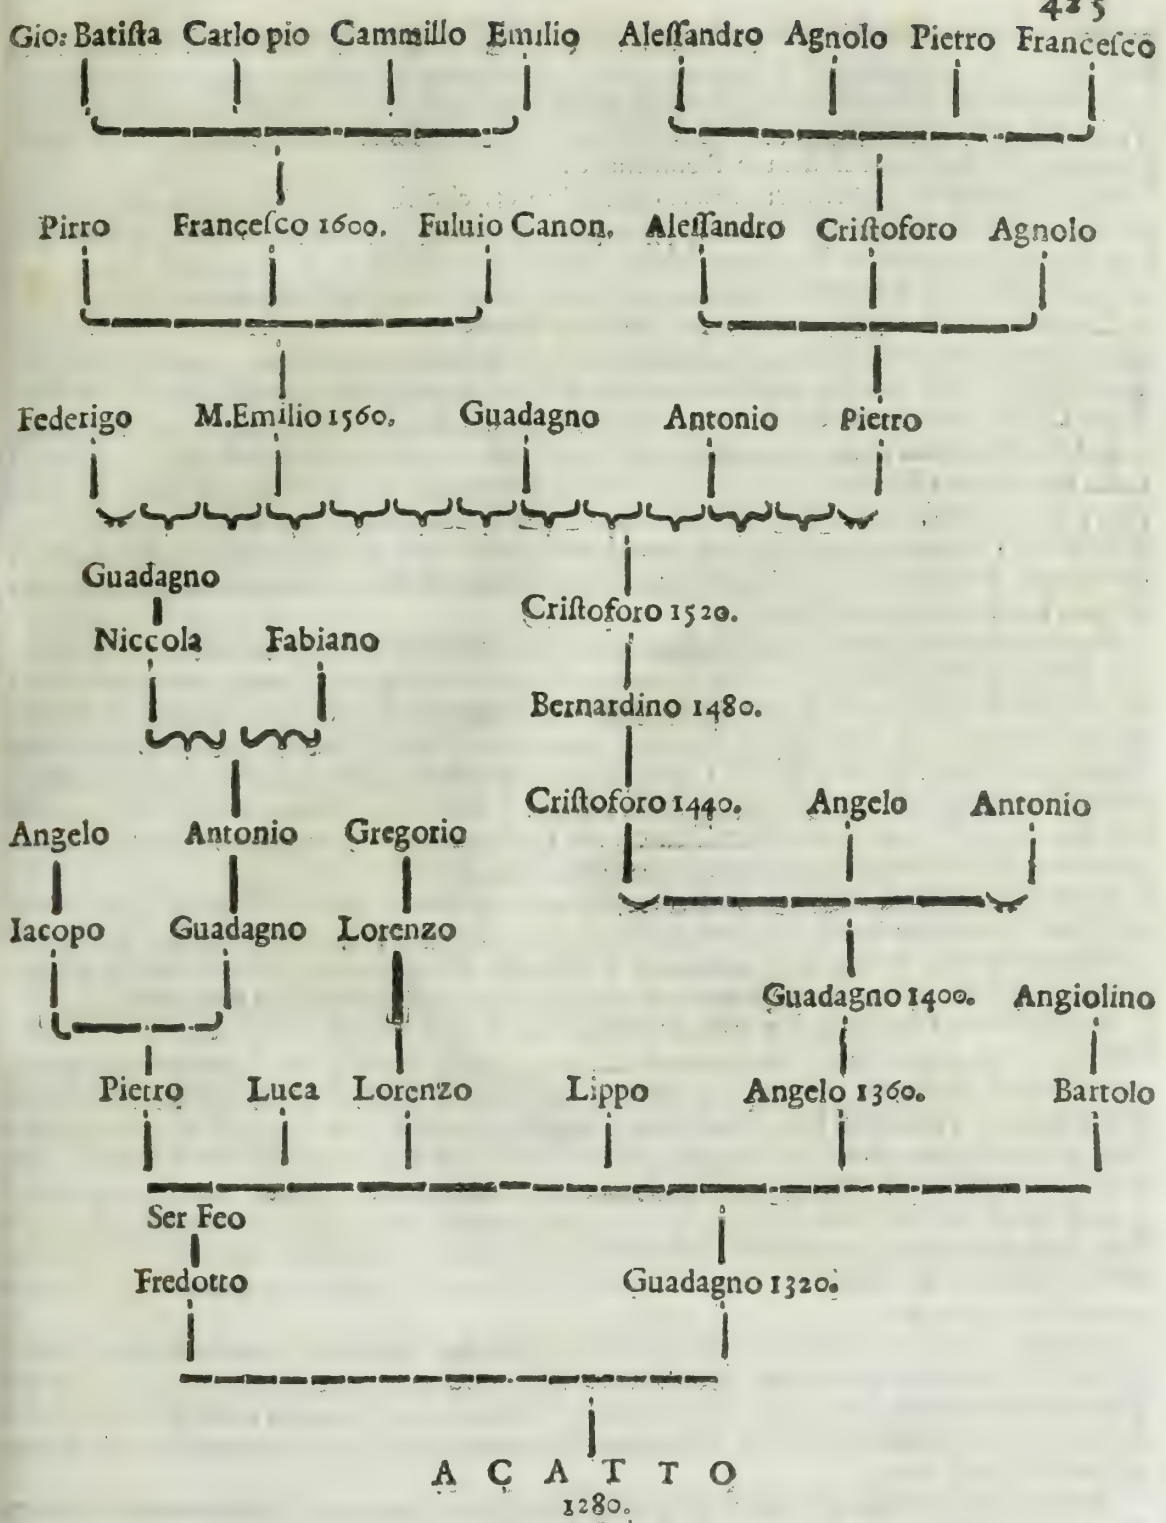 425
Gio: Batiſta Carlo pio Cammillo Emilio Aleſſandro Agnolo Pietro Franceſco
Pirro Franceſco 1600. Fuluio Canon. Aleſſandro Criſtoforo Agnolo
Federigo M.Emilio 1560. Guadagno Antonio Pietro
Guadagno
Criſtoforo 1520.
Niccola Fabiano
Bernardino 1480.
Criſtoforo 1440. Angelo Antonio
Angelo Antonio Gregorio
Iacopo Guadagno Lorenzo
Guadagno 1400. Angiolino
Pietro Luca Lorenzo Lippo Angelo 1360. Bartolo
Ser Feo
Fredotto Guadagno 1320.
ACATTO
1280.